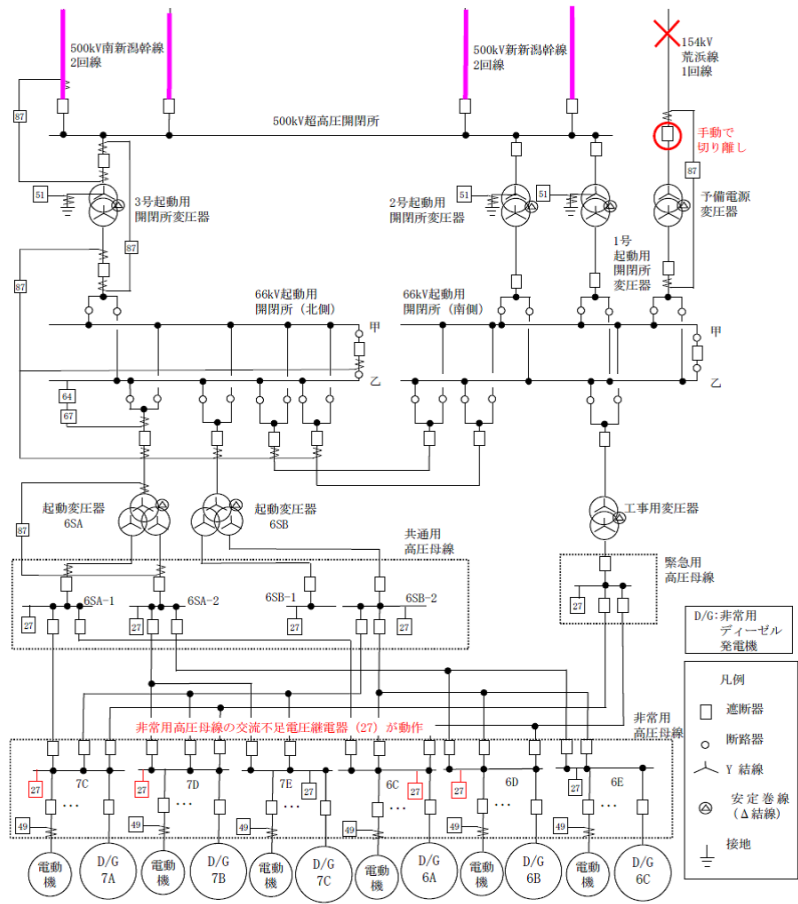 500kV南新潟幹線
2回線
500kV新新潟幹線
2回線
154kV
荒浜線
1回線
87
500kV超高圧開閉所
手動で
切り離し
87
51
3号起動用
開閉所変圧器
2号起動用
開閉所変圧器
51
51
予備電源
変圧器
87
87
1号
起動用
開閉所
変圧器
66kV起動用
開閉所（北側）
66kV起動用
開閉所（南側）
甲
甲
乙
乙
64
67
起動変圧器
6SA
起動変圧器
6SB
工事用変圧器
87
共通用
高圧母線
緊急用
高圧母線
6SA-1
6SA-2
6SB-1
6SB-2
27
27
27
27
27
D/G:非常用
ディーゼル
発電機
凡例
遮断器
断路器
Y 結線
安定巻線
(Δ結線)
接地
非常用高圧母線の交流不足電圧継電器（27）が動作
非常用
高圧母線
7C
7D
7E
6C
6D
6E
27
27
27
27
27
27
…
…
…
…
…
…
49
49
49
49
49
49
電動
機
D/G
7A
電動
機
D/G
7B
電動
機
D/G
7C
電動
機
D/G
6A
電動
機
D/G
6B
電動
機
D/G
6C